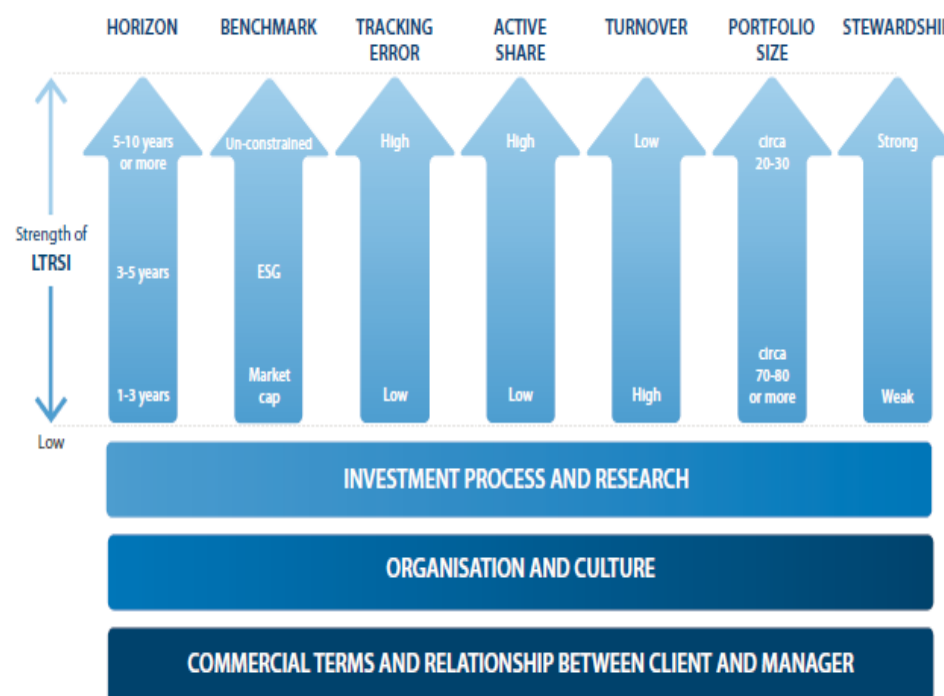 HORIZON
BENCHMARK
TRACKING
ERROR
ACTIVE
SHARE
TURNOVER
PORTFOLIO
SIZE
STEWARDSHI
5-10 years
or more
Un-constrained
High
High
Low
circa
20-30
Strong
Strength of
LTRSI
3-5 years
ESG
1-3 years
Market
cap
Low
Low
High
circa
70-80
or more
Weak
Low
INVESTMENT PROCESS AND RESEARCH
ORGANISATION AND CULTURE
COMMERCIAL TERMS AND RELATIONSHIP BETWEEN CLIENT AND MANAGER